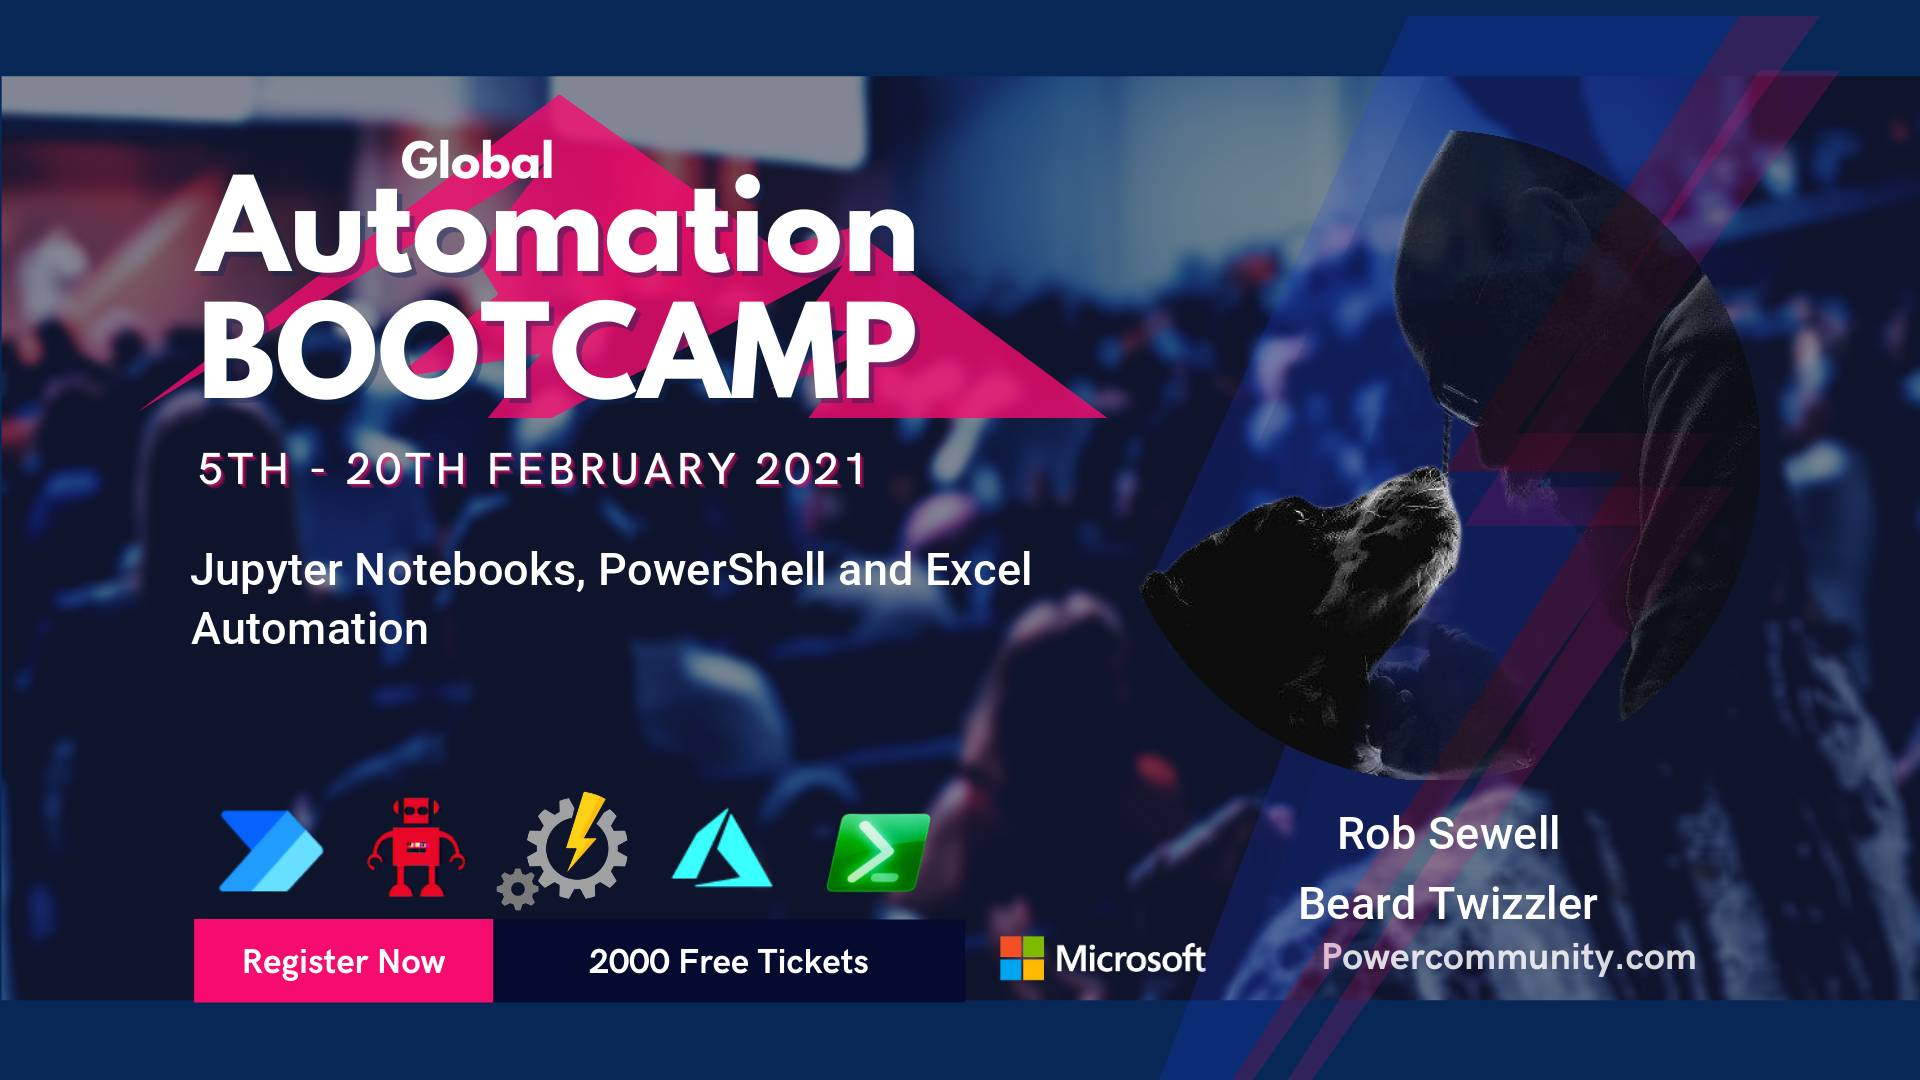 Global
Automation
BOOTCAMP
5TH - 20TH FEBRUARY 2021
Jupyter Notebooks, PowerShell and Excel
Automation
Register Now
2000 Free Tickets
Microsoft
Rob Sewell
Beard Twizzler
Powercommunity.com